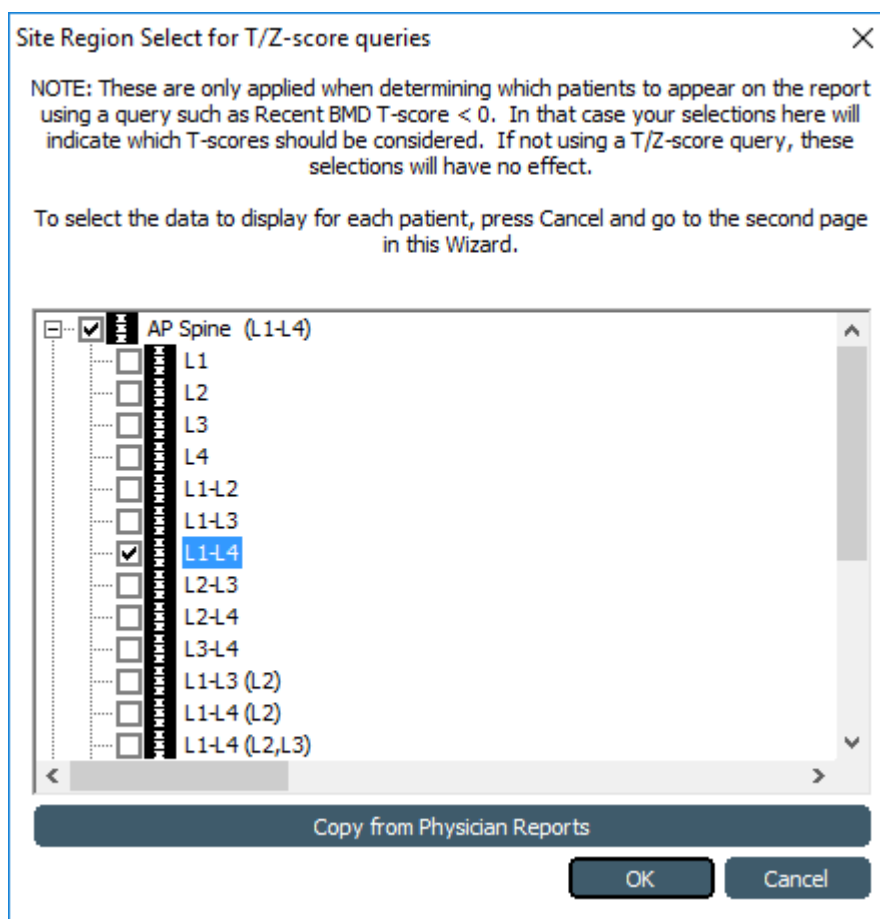 Site Region Select for T/Z-score queries
NOTE: These are only applied when determining which patients to appear on the report
using a query such as Recent BMD T-score < 0. In that case your selections here will
indicate which T-scores should be considered. If not using a T/Z-score query, these
selections will have no effect.
To select the data to display for each patient, press Cancel and go to the second page
in this Wizard.
AP Spine (L1-L4)
L1
L2
L3
L4
L1-L2
L1-L3
L1-L4
L2-L3
L2-L4
L3-L4
L1-L3 (L2)
L1-L4 (L2)
L1-L4 (L2,L3)
Copy from Physician Reports
OK
Cancel